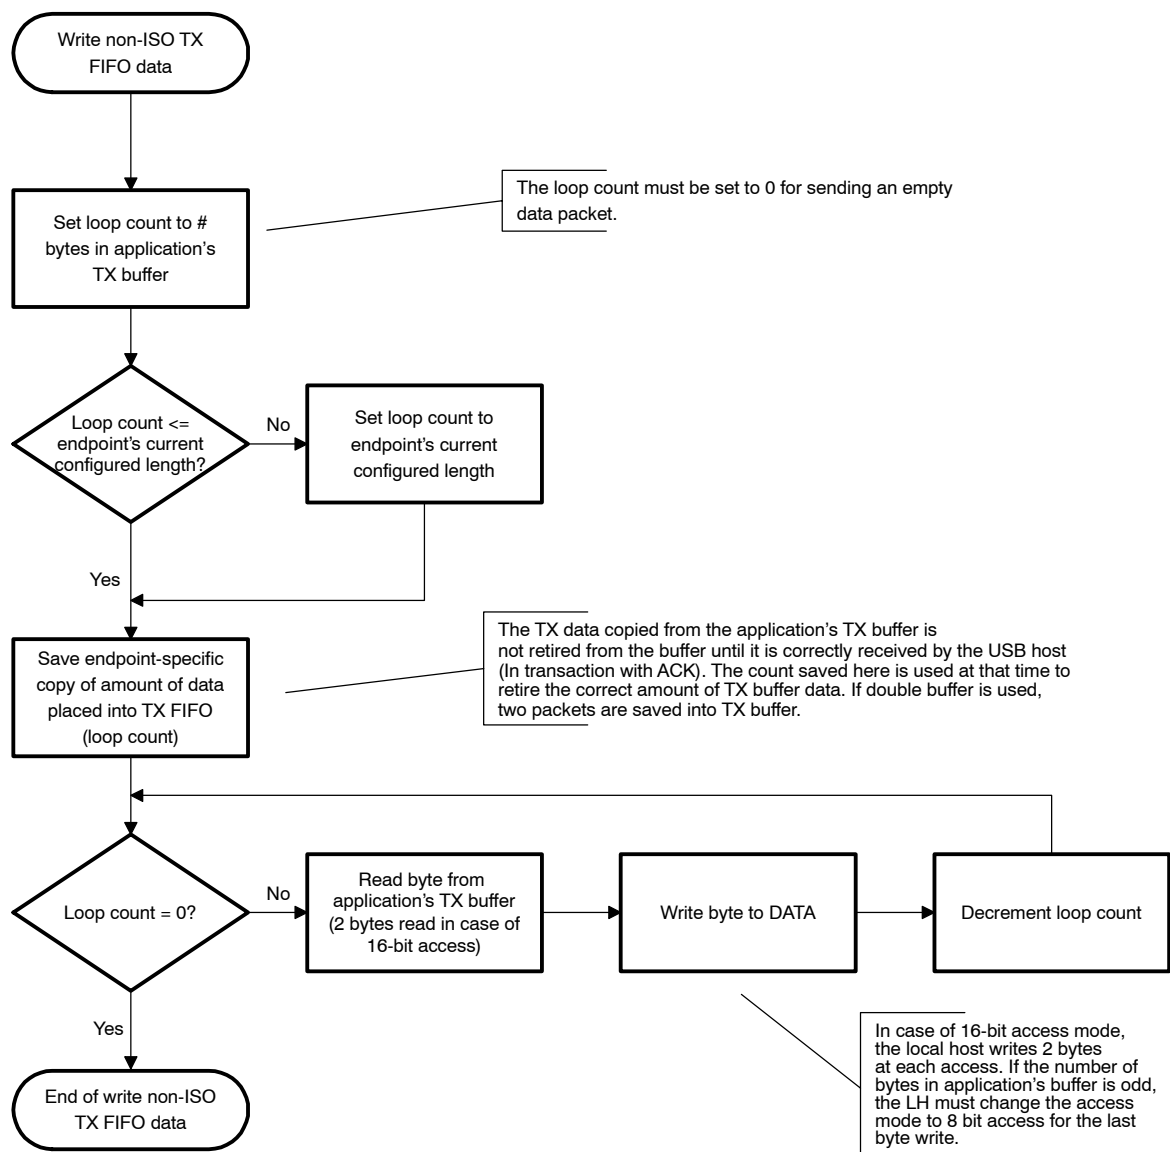 Write non-ISO TX
FIFO data
The loop count must be set to 0 for sending an empty
data packet.
Set loop count to #
bytes in application’s
TX buffer
Loop count <=
endpoint’s current
configured length?
No
Set loop count to
endpoint’s current
configured length
Yes
The TX data copied from the application’s TX buffer is
not retired from the buffer until it is correctly received by the USB host
(In transaction with ACK). The count saved here is used at that time to
retire the correct amount of TX buffer data. If double buffer is used,
two packets are saved into TX buffer.
Save endpoint-specific
copy of amount of data
placed into TX FIFO
(loop count)
Loop count = 0?
No
Read byte from
application’s TX buffer
(2 bytes read in case of
16-bit access)
Write byte to DATA
Decrement loop count
Yes
In case of 16-bit access mode,
the local host writes 2 bytes
at each access. If the number of
bytes in application’s buffer is odd,
the LH must change the access
mode to 8 bit access for the last
byte write.
End of write non-ISO
TX FIFO data